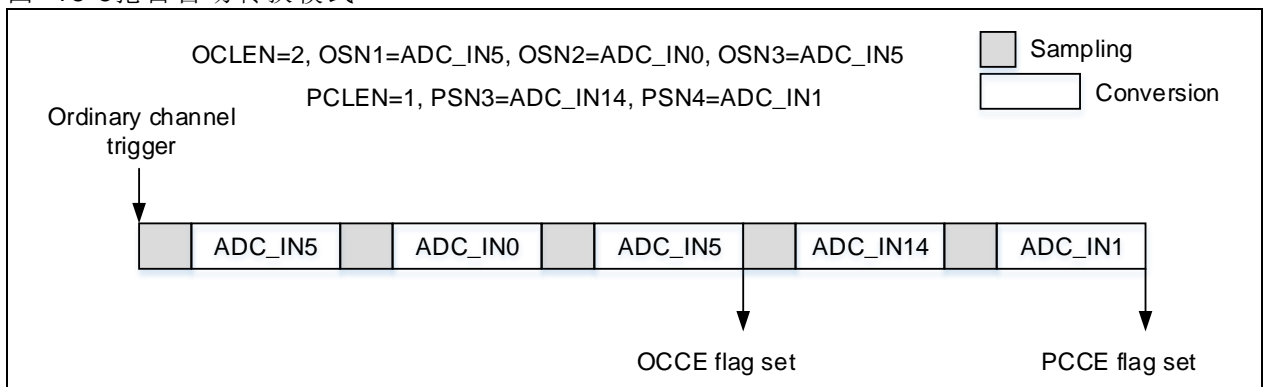 OCLEN=2, OSN1=ADC_IN5, OSN2=ADC_IN0, OSN3=ADC_IN5
PCLEN=1, PSN3=ADC_IN14, PSN4=ADC_IN1
Sampling
Conversion
Ordinary channel
trigger
ADC_IN5
ADC_IN0
ADC_IN5
ADC_IN14
ADC_IN1
OCCE flag set
PCCE flag set